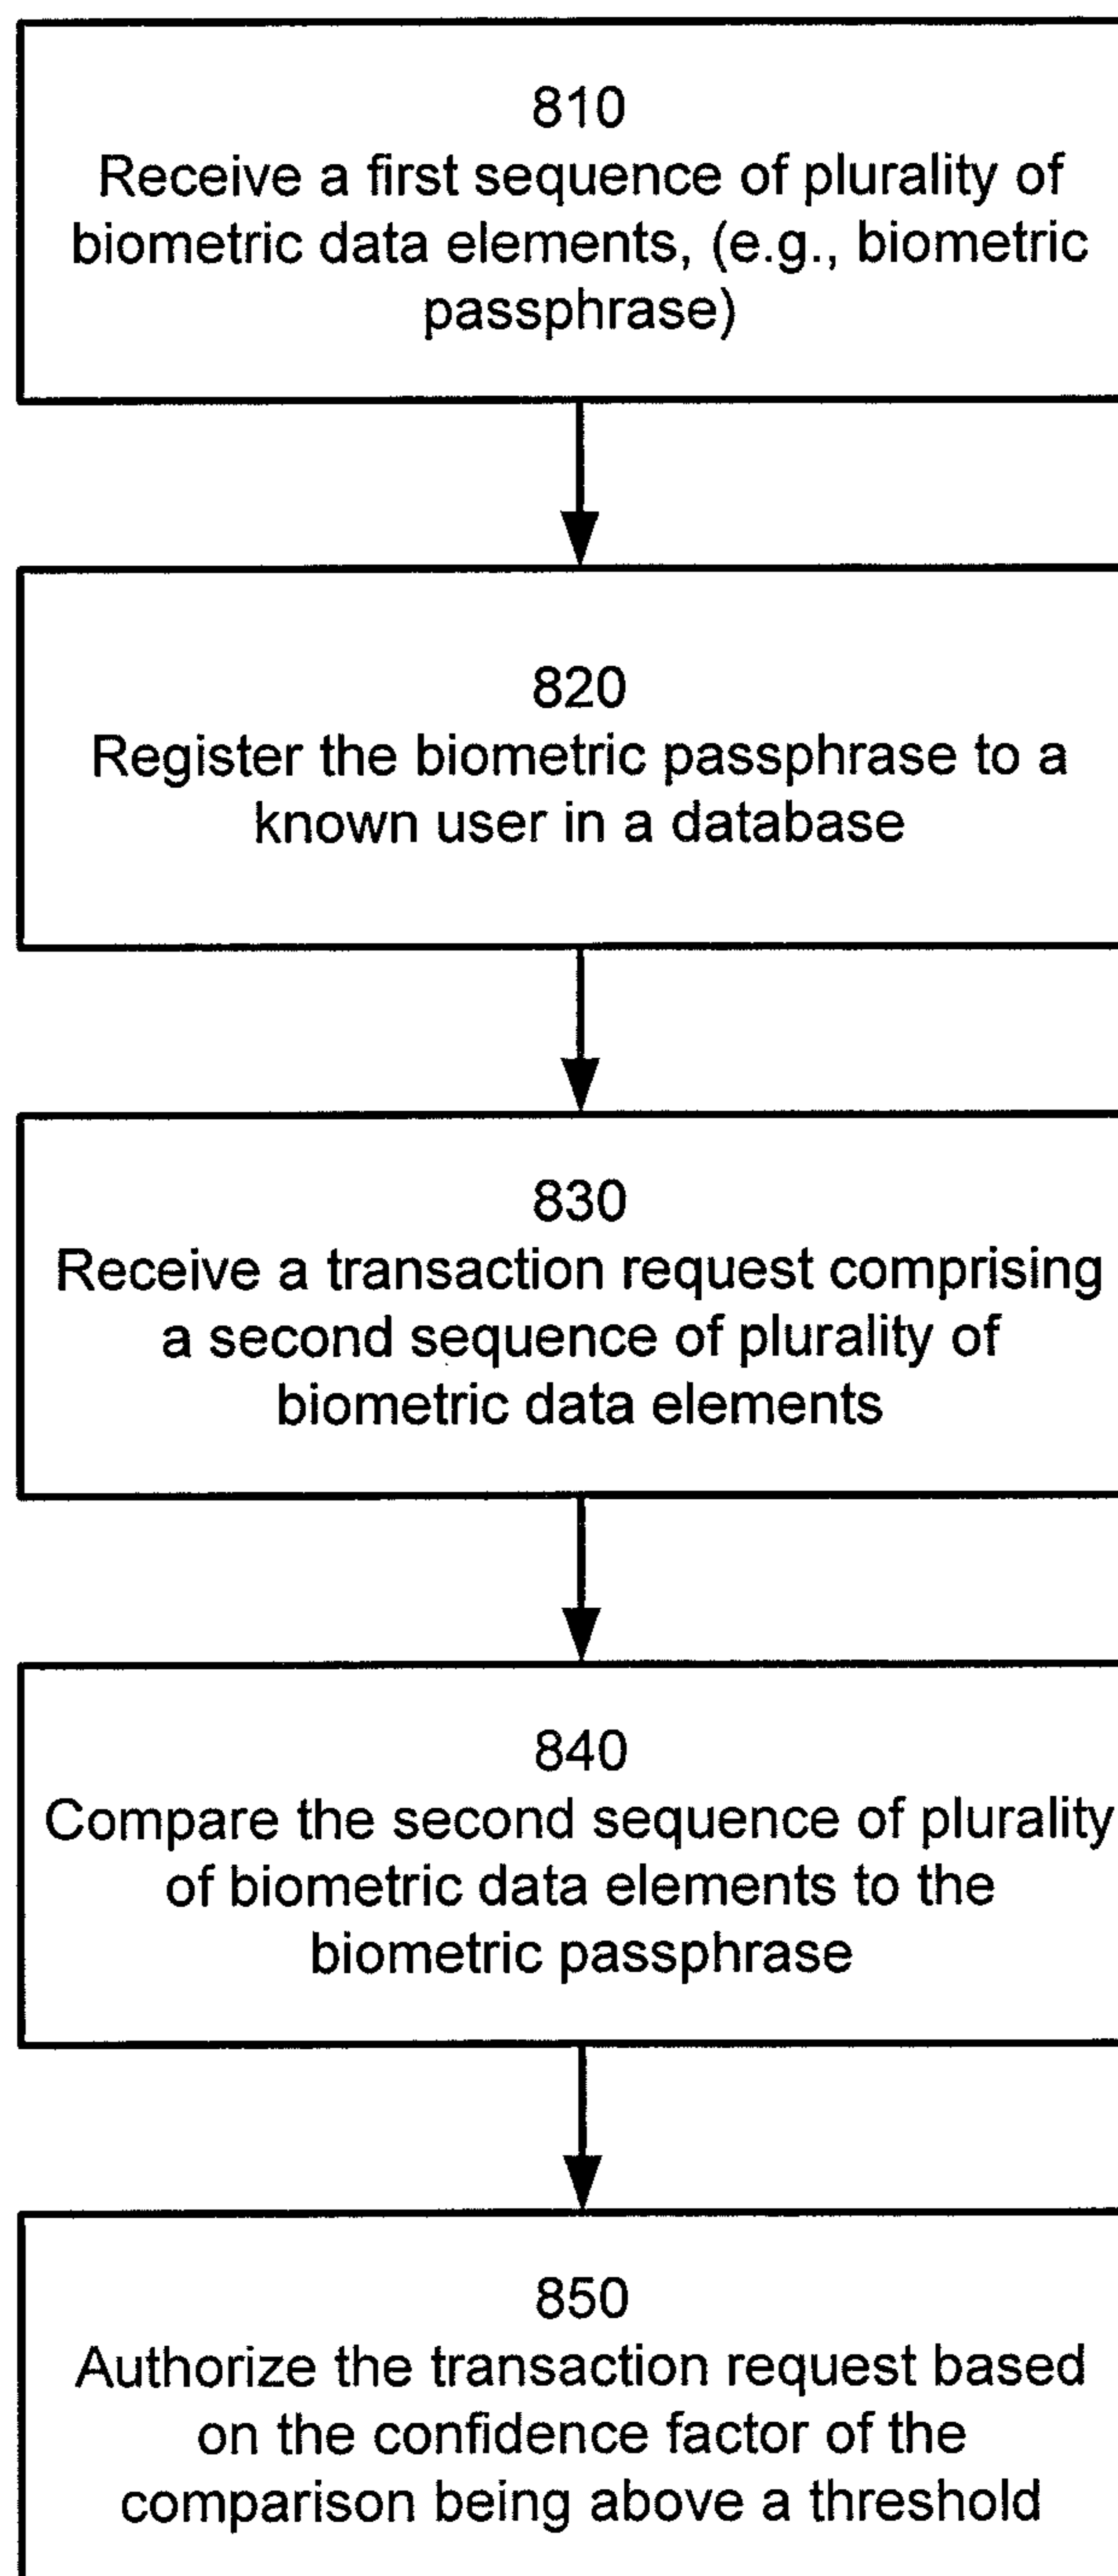 810
Receive a first sequence of plurality of
biometric data elements, (e.g., biometric
passphrase)
820
Register the biometric passphrase to a
known user in a database
830
Receive a transaction request comprising
a second sequence of plurality of
biometric data elements
840
Compare the second sequence of plurality
of biometric data elements to the
biometric passphrase
850
Authorize the transaction request based
on the confidence factor of the
comparison being above a threshold